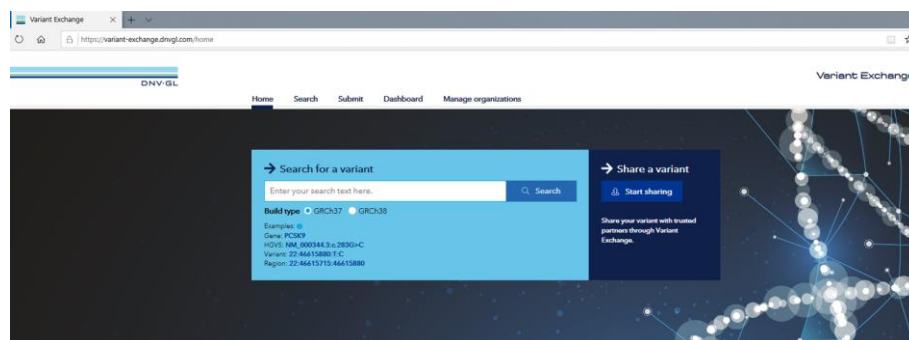 Variant Exchange
https://variant-exchange.dnvgl.com/home
DNV·GL
Variant Exchange
Home Search Submit Dashboard Manage organizations
Search for a variant
Enter your search text here.
Search
Build type GRCh37 GRCh38
Examples:
Gene: PCSK9
HGVS: NM_000344.3:c.283G>C
Variant: 22:46615880:T:C
Region: 22:46615715:46615880
Share a variant
Start sharing
Share your variant with trusted
partners through Variant
Exchange.